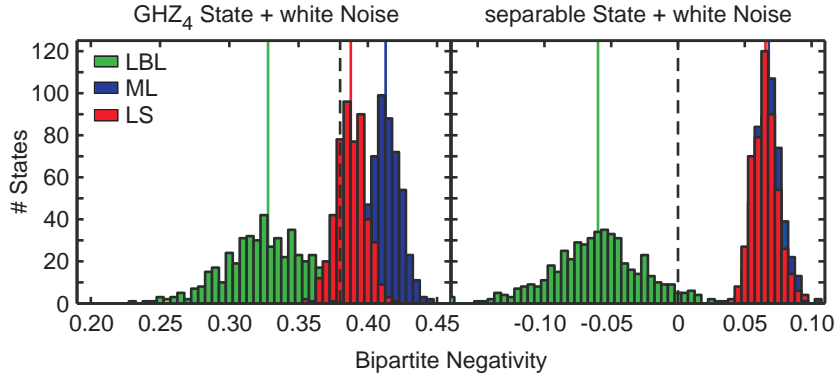 GHZ4 State + white Noise
separable State + white Noise
120
100
80
60
40
20
0
# States
LBL
ML
LS
0.20 0.25 0.30 0.35 0.40 0.45
-0.10 -0.05 0 0.05 0.10
Bipartite Negativity